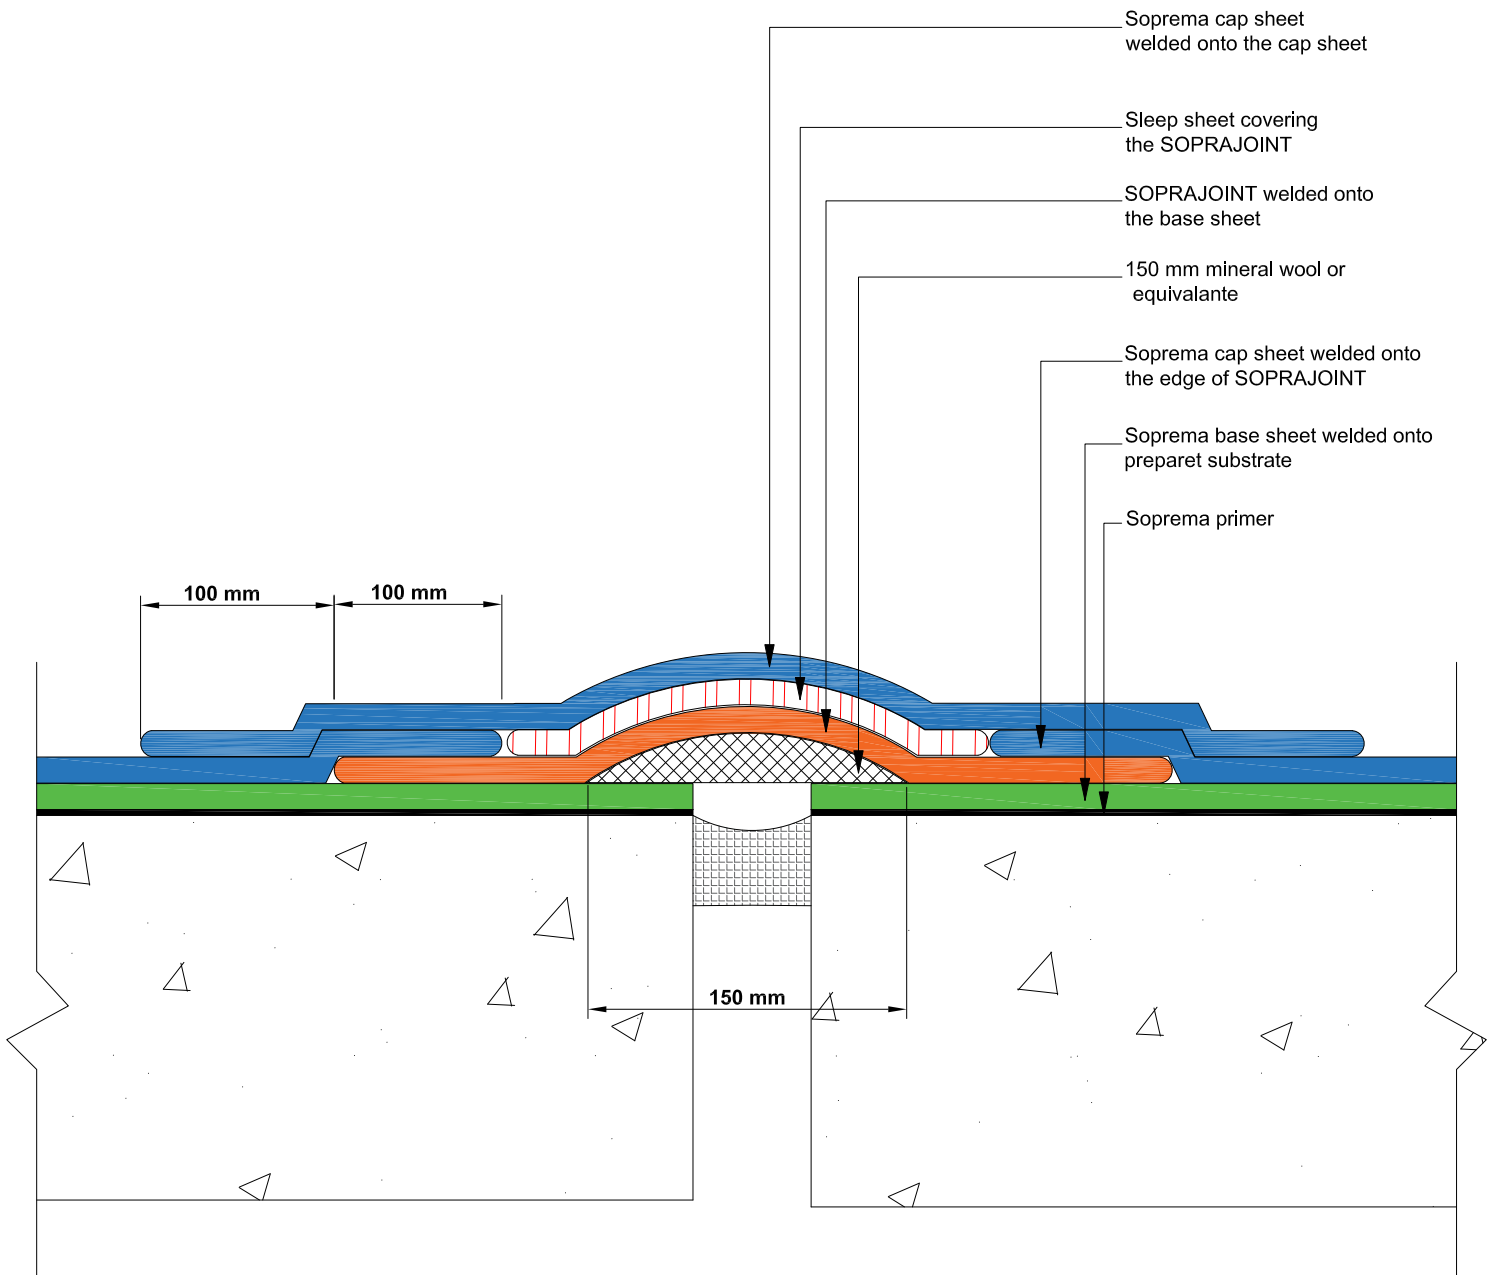 Soprema cap sheet
welded onto the cap sheet
Sleep sheet covering
the SOPRAJOINT
SOPRAJOINT welded onto
the base sheet
150 mm mineral wool or
equivalante
Soprema cap sheet welded onto
the edge of SOPRAJOINT
Soprema base sheet welded onto
preparet substrate
Soprema primer
100 mm
100 mm
150 mm